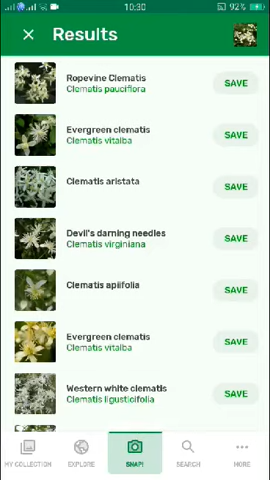 10:30
92%
Results
Ropevine Clematis
Clematis pauciflora
SAVE
Evergreen clematis
Clematis vitalba
SAVE
Clematis aristata
SAVE
Devil's darning needles
Clematis virginiana
SAVE
Clematis apiifolia
SAVE
Evergreen clematis
Clematis vitalba
SAVE
Western white clematis
Clematis ligusticifolia
SAVE
MY COLLECTION
EXPLORE
SNAP!
SEARCH
MORE